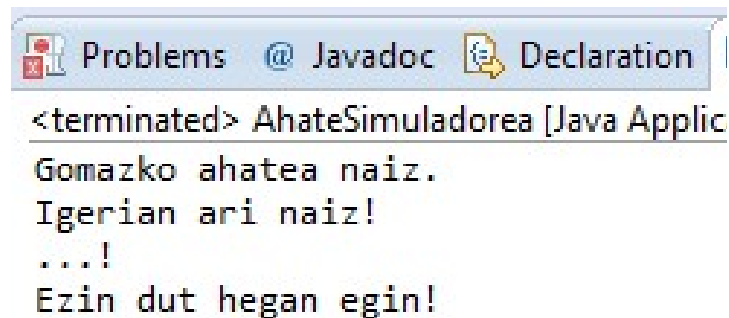 Problems @ Javadoc Declaration
<terminated> AhateSimuladorea [Java Applic
Gomazko ahatea naiz.
Igerian ari naiz!
...!
Ezin dut hegan egin!